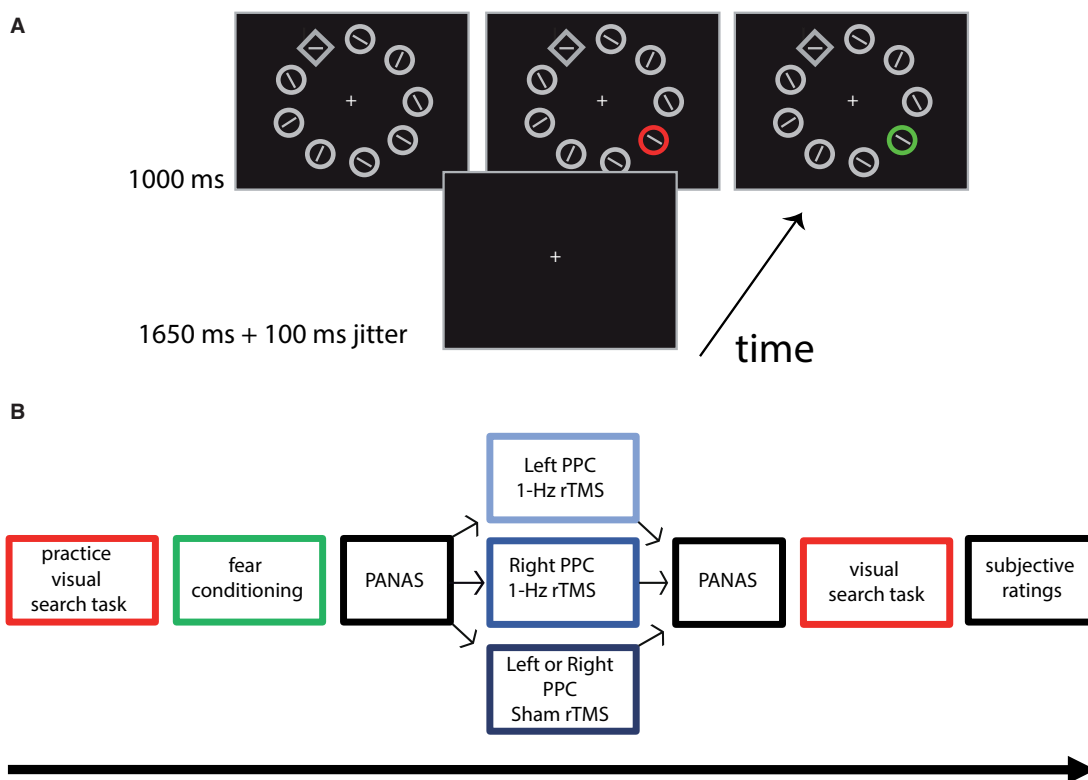 A
1000 ms
1650 ms + 100 ms jitter
time
B
practice
visual
search task
fear
conditioning
PANAS
Left PPC
1-Hz rTMS
Right PPC
1-Hz rTMS
Left or Right
PPC
Sham rTMS
PANAS
visual
search task
subjective
ratings